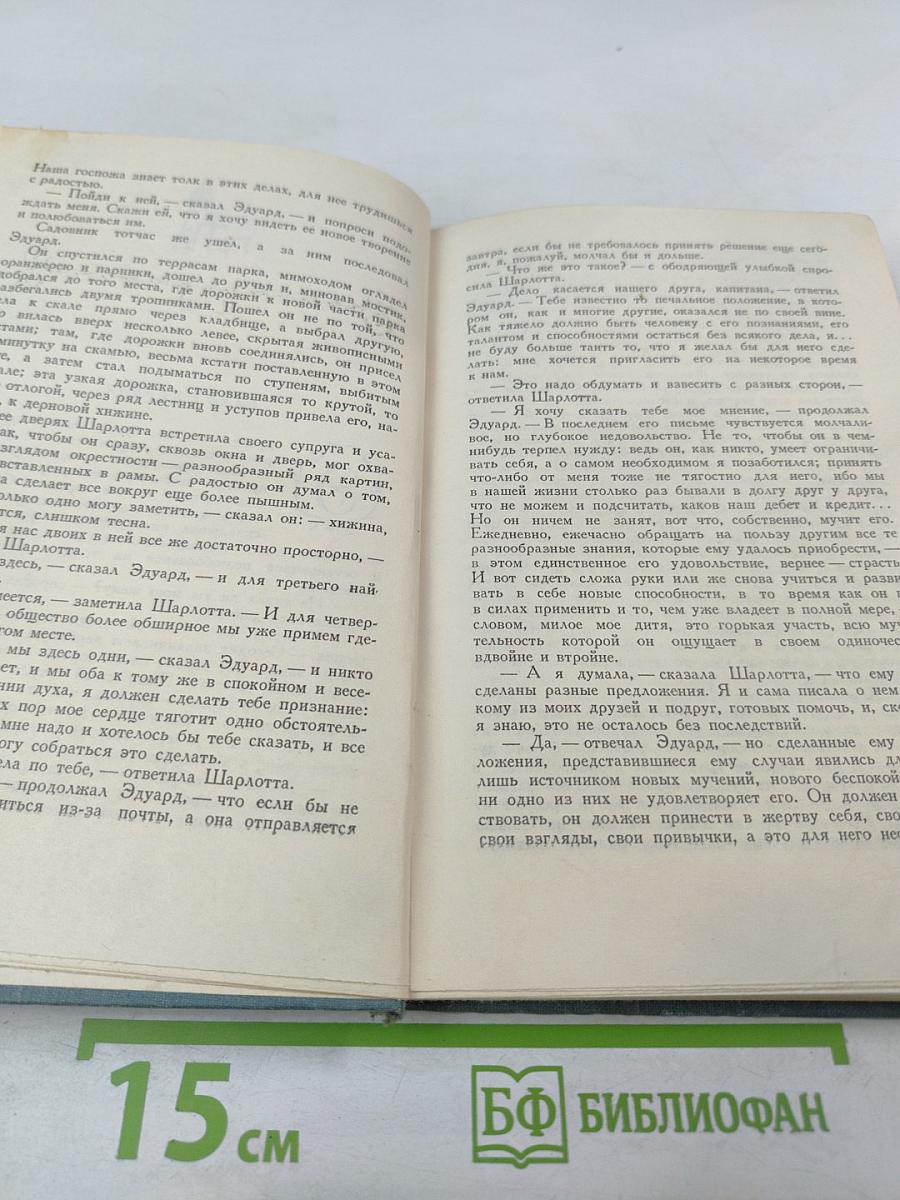 Наша госпожа знает толк в этих делах, для нее трудишься
с радостью.
— Пойди к ней, — сказал Эдуард, — и попроси подо-
ждать меня. Скажи ей, что я хочу видеть ее новое творение
и полюбоваться им.
Садовник тотчас же ушел, а за ним последовал
Эдуард.
Он спустился по террасам парка, мимоходом оглядел
оранжерею и парники, дошел до ручья и, миновав мостик,
добрался до того места, где дорожки к новой части парка
разбегались двумя тропинками. Пошел он не по той, что
ела к скале прямо через кладбище, а выбрал другую,
о вилась вверх несколько левее, скрытая живописными
стами; там, где дорожки вновь соединялись, он присел
минутку на скамью, весьма кстати поставленную в этом
е, а затем стал подыматься по ступеням, выбитым
але; эта узкая дорожка, становившаяся то крутой, то
отлогой, через ряд лестниц и уступов привела его, на-
, к дерновой хижине.
ее дверях Шарлотта встретила своего супруга и уса-
ак, чтобы он сразу, сквозь окна и дверь, мог охва-
взглядом окрестности — разнообразный ряд картин,
вставленных в рамы. С радостью он думал о том,
а сделает все вокруг еще более пышным.
олько одно могу заметить, — сказал он: — хижина,
тся, слишком тесна.
я нас двоих в ней все же достаточно просторно, —
Шарлотта.
здесь, — сказал Эдуард, — и для третьего най-
меется, — заметила Шарлотта. — И для четвер-
общество более обширное мы уже примем где-
гом месте.
мы здесь одни, — сказал Эдуард, — и никто
ет, и мы оба к тому же в спокойном и весе-
нии духа, я должен сделать тебе признание:
х пор мое сердце тяготит одно обстоятель-
мне надо и хотелось бы тебе сказать, и все
огу собраться это сделать.
ела по тебе, — ответила Шарлотта.
— продолжал Эдуард, — что если бы не
иться из-за почты, а она отправляется
завтра, если бы не требовалось принять решение еще сего-
дня, я, пожалуй, молчал бы и дольше.
— Что же это такое? — с ободряющей улыбкой спро-
сила Шарлотта.
— Дело касается нашего друга, капитана, — ответил
Эдуард. — Тебе известно то печальное положение, в кото-
ром он, как и многие другие, оказался не по своей вине.
Как тяжело должно быть человеку с его познаниями, его
талантом и способностями остаться без всякого дела, и...
не буду больше таить то, что я желал бы для него сде-
лать: мне хочется пригласить его на некоторое время
к нам.
— Это надо обдумать и взвесить с разных сторон, —
ответила Шарлотта.
— Я хочу сказать тебе мое мнение, — продолжал
Эдуард. — В последнем его письме чувствуется молчали-
вое, но глубокое недовольство. Не то, чтобы он в чем-
нибудь терпел нужду: ведь он, как никто, умеет ограничи-
вать себя, а о самом необходимом я позаботился; принять
что-либо от меня тоже не тягостно для него, ибо мы
в нашей жизни столько раз бывали в долгу друг у друга,
что не можем и подсчитать, каков наш дебет и кредит...
Но он ничем не занят, вот что, собственно, мучит его.
Ежедневно, ежечасно обращать на пользу другим все те
разнообразные знания, которые ему удалось приобрести, —
в этом единственное его удовольствие, вернее — страсть
И вот сидеть сложа руки или же снова учиться и разви
вать в себе новые способности, в то время как он н
в силах применить и то, чем уже владеет в полной мере, —
словом, милое мое дитя, это горькая участь, всю муч
тельность которой он ощущает в своем одиночес
вдвойне и втройне.
— А я думала, — сказала Шарлотта, — что ему
сделаны разные предложения. Я и сама писала о нем
кому из моих друзей и подруг, готовых помочь, и, ско
я знаю, это не осталось без последствий.
— Да, — отвечал Эдуард, — но сделанные ему
ложения, представившиеся ему случаи явились дл
лишь источником новых мучений, нового беспокой
ни одно из них не удовлетворяет его. Он должен
ствовать, он должен принести в жертву себя, сво
свои взгляды, свои привычки, а это для него нес
15 см
БФ БИБЛИОФАН